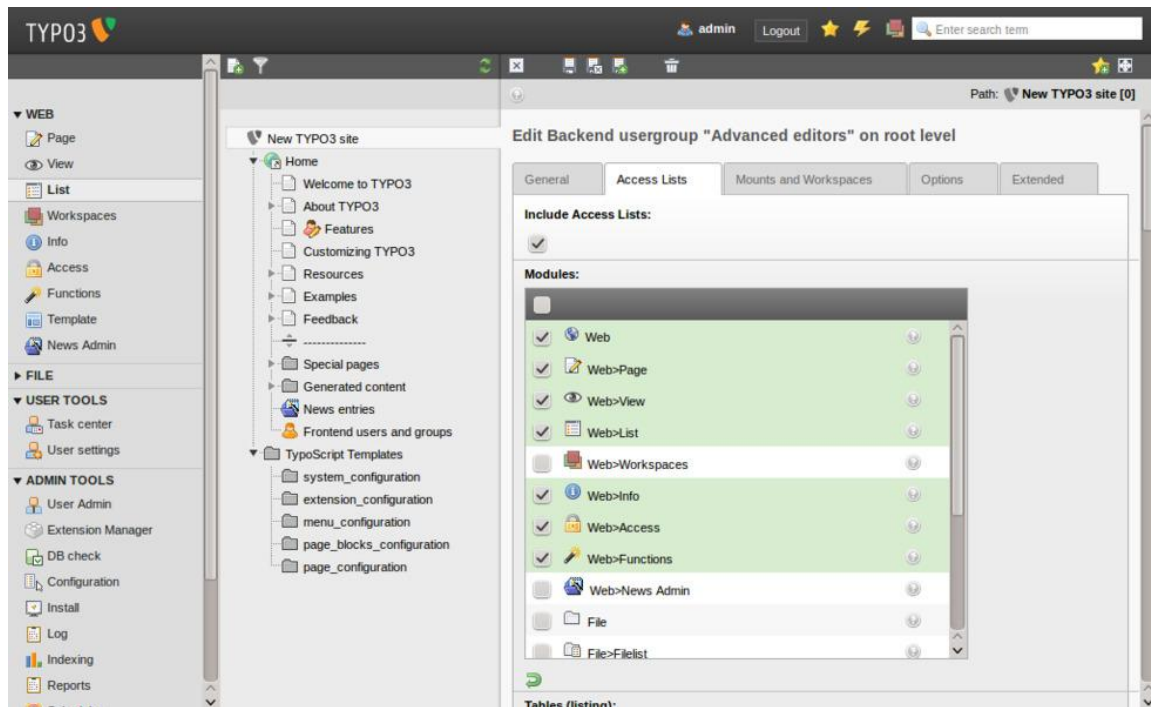 TYPO3
admin
Logout
Enter search term
Path: New TYPO3 site [0]
WEB
Page
View
List
Workspaces
Info
Access
Functions
Template
News Admin
FILE
USER TOOLS
Task center
User settings
ADMIN TOOLS
User Admin
Extension Manager
DB check
Configuration
Install
Log
Indexing
Reports
New TYPO3 site
Home
Welcome to TYPO3
About TYPO3
Features
Customizing TYPO3
Resources
Examples
Feedback
--------------
Special pages
Generated content
News entries
Frontend users and groups
TypoScript Templates
system_configuration
extension_configuration
menu_configuration
page_blocks_configuration
page_configuration
Edit Backend usergroup "Advanced editors" on root level
General Access Lists Mounts and Workspaces Options Extended
Include Access Lists:
Modules:
Web
Web>Page
Web>View
Web>List
Web>Workspaces
Web>Info
Web>Access
Web>Functions
Web>News Admin
File
File>Filelist
Tables (listing):